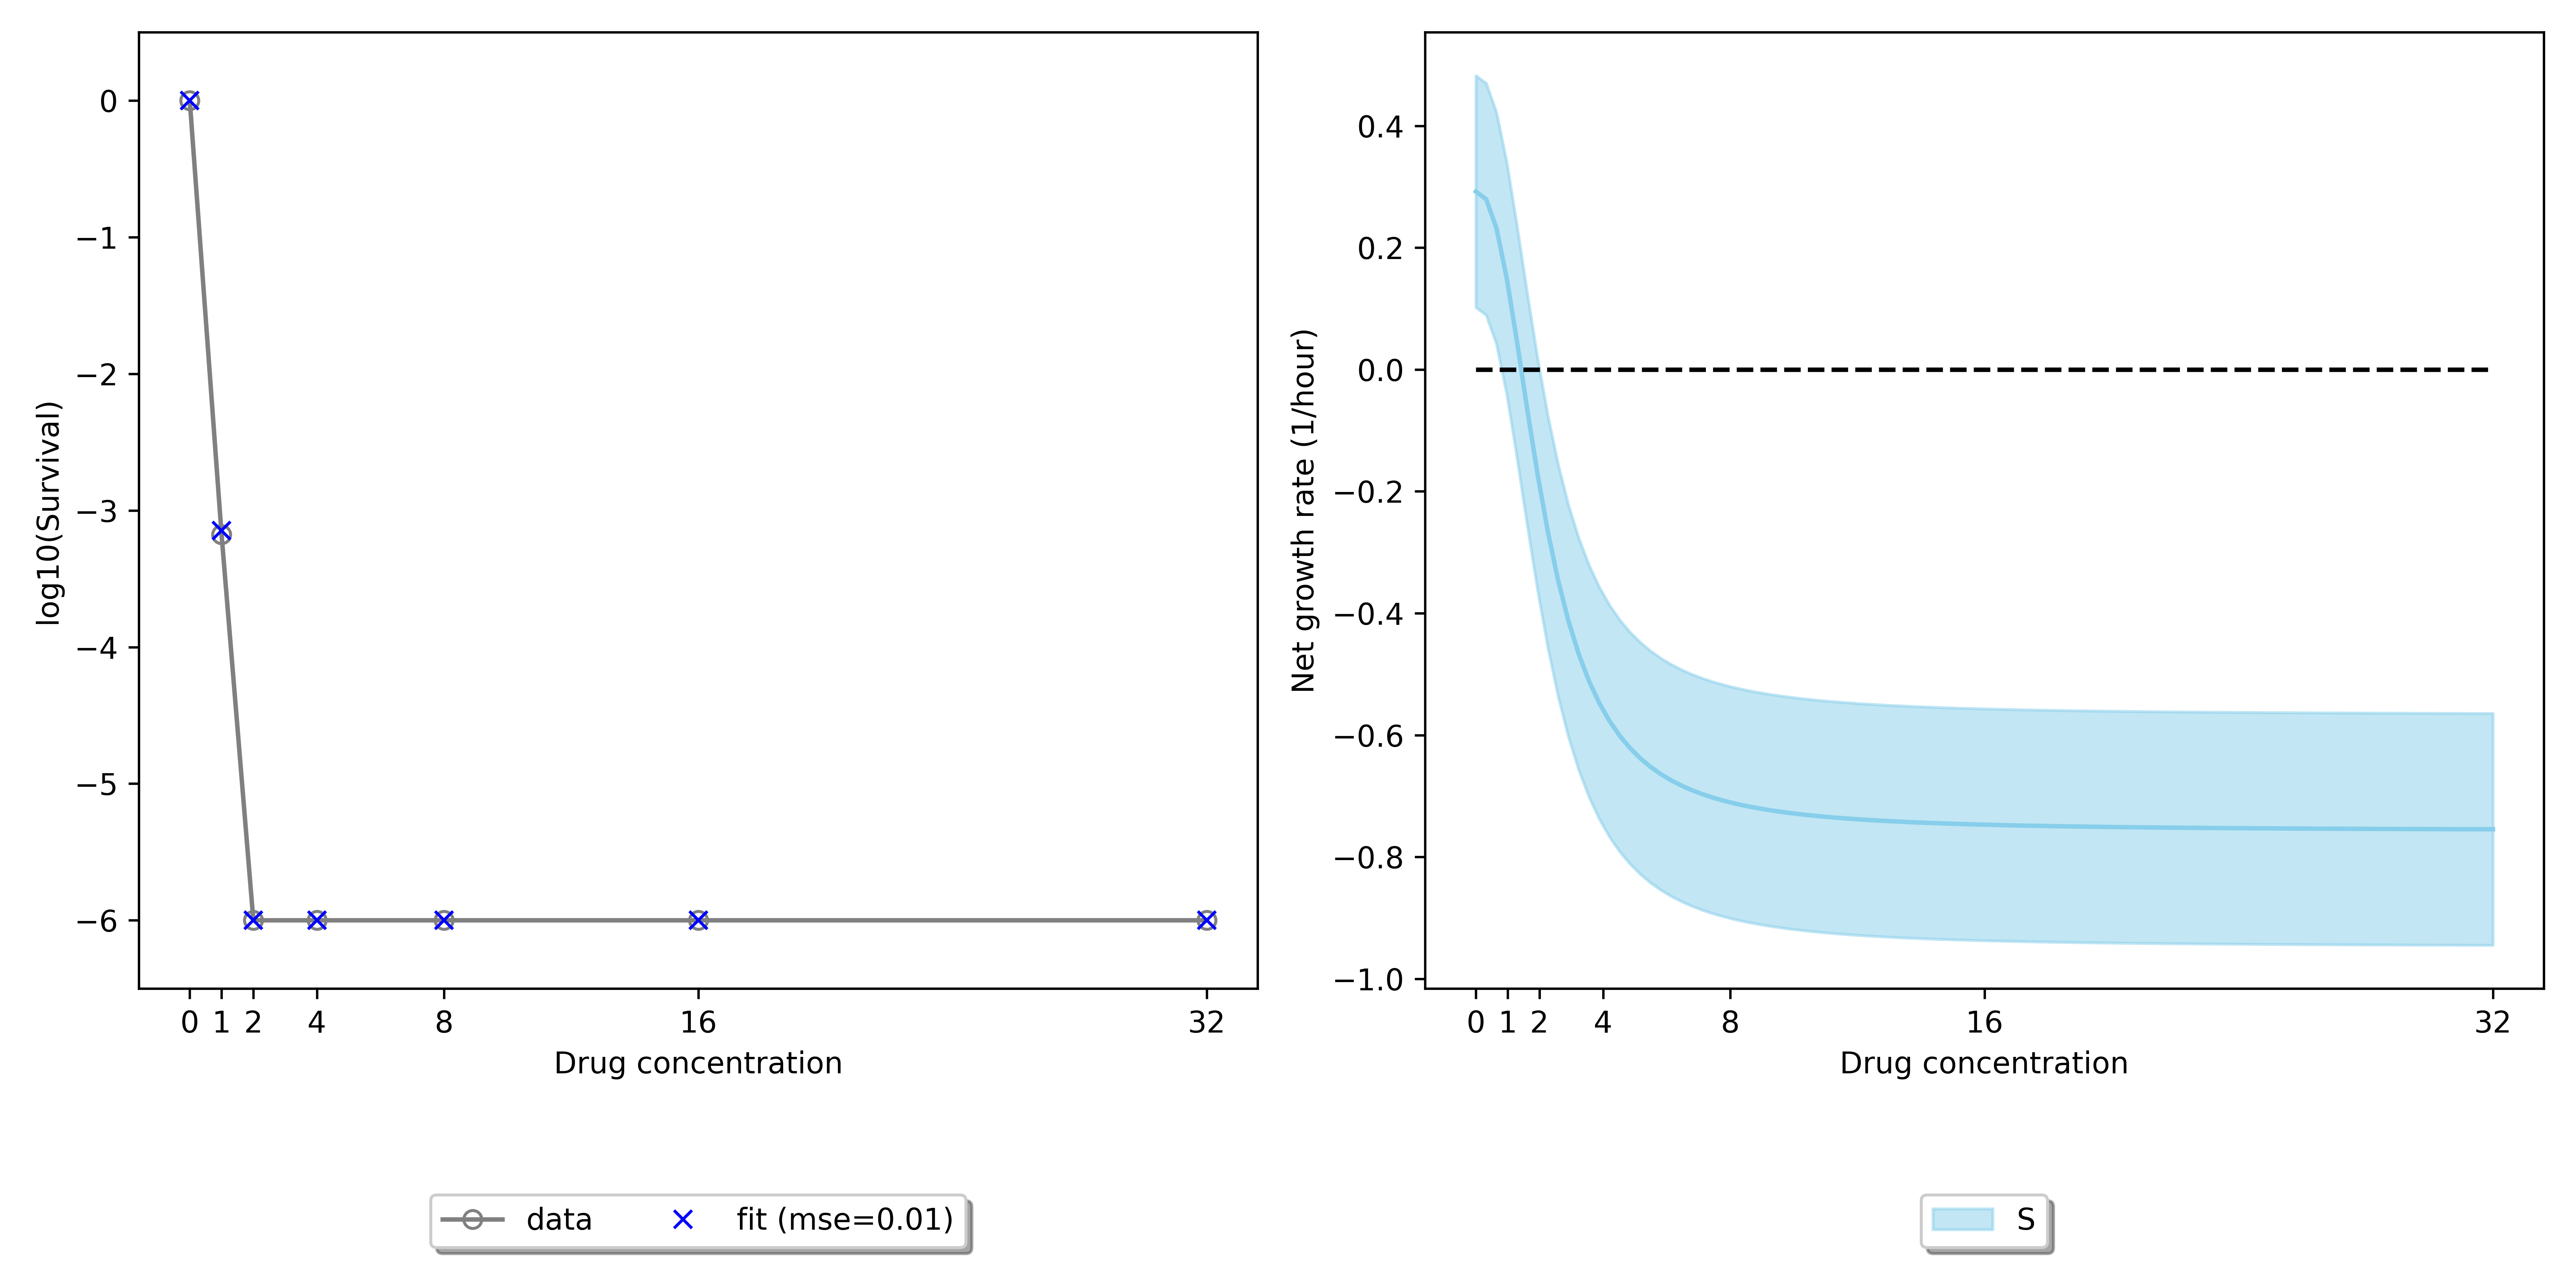 log10(Survival)
0
−1
−2
−3
−4
−5
−6
0 1 2 4 8 16 32
Drug concentration
data fit (mse=0.01)
Net growth rate (1/hour)
0.4
0.2
0.0
−0.2
−0.4
−0.6
−0.8
−1.0
0 1 2 4 8 16 32
Drug concentration
S